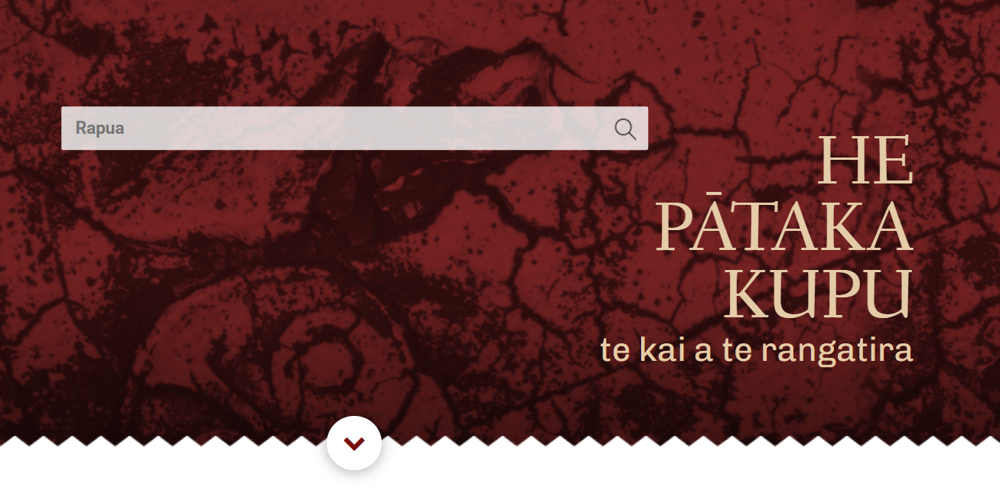 Rapua
HE
PĀTAKA
KUPU
te kai a te rangatira